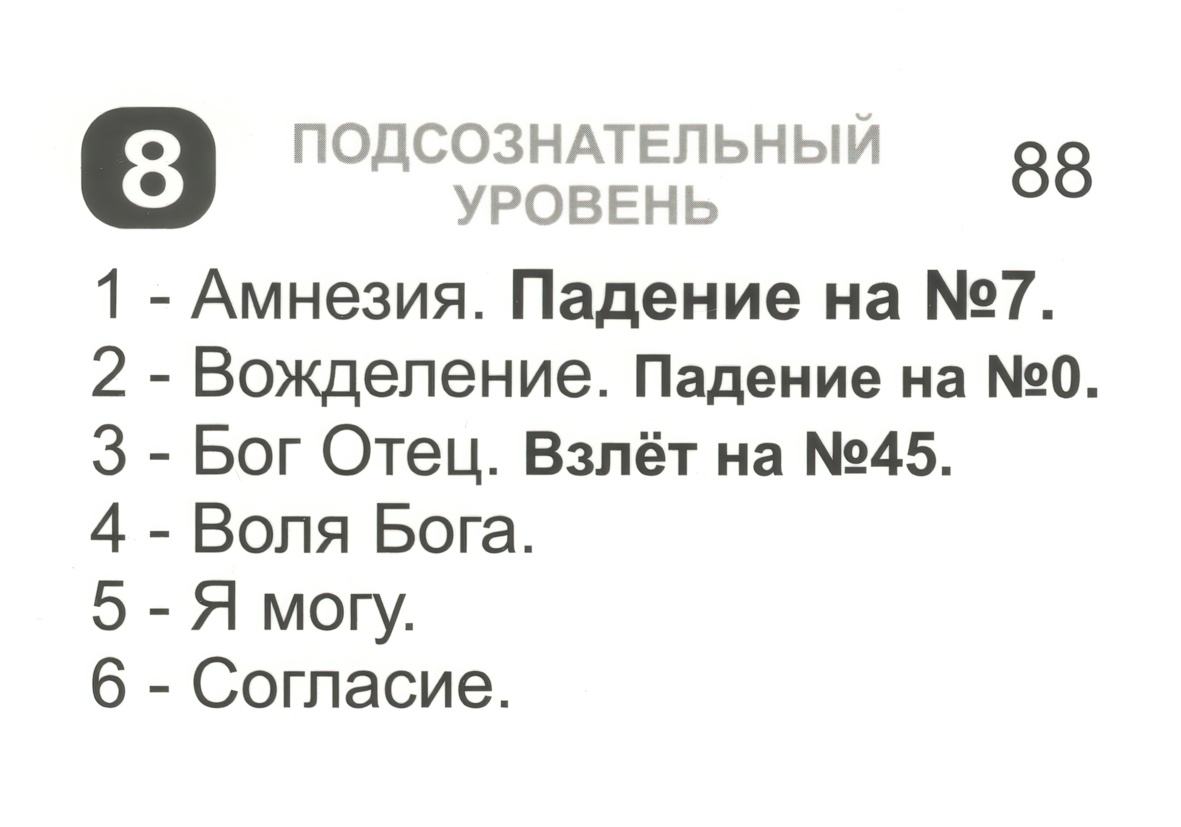 8
ПОДСОЗНАТЕЛЬНЫЙ
УРОВЕНЬ
88
1 - Амнезия. Падение на №7.
2 - Вожделение. Падение на №0.
3 - Бог Отец. Взлёт на №45.
4 - Воля Бога.
5 - Я могу.
6 - Согласие.